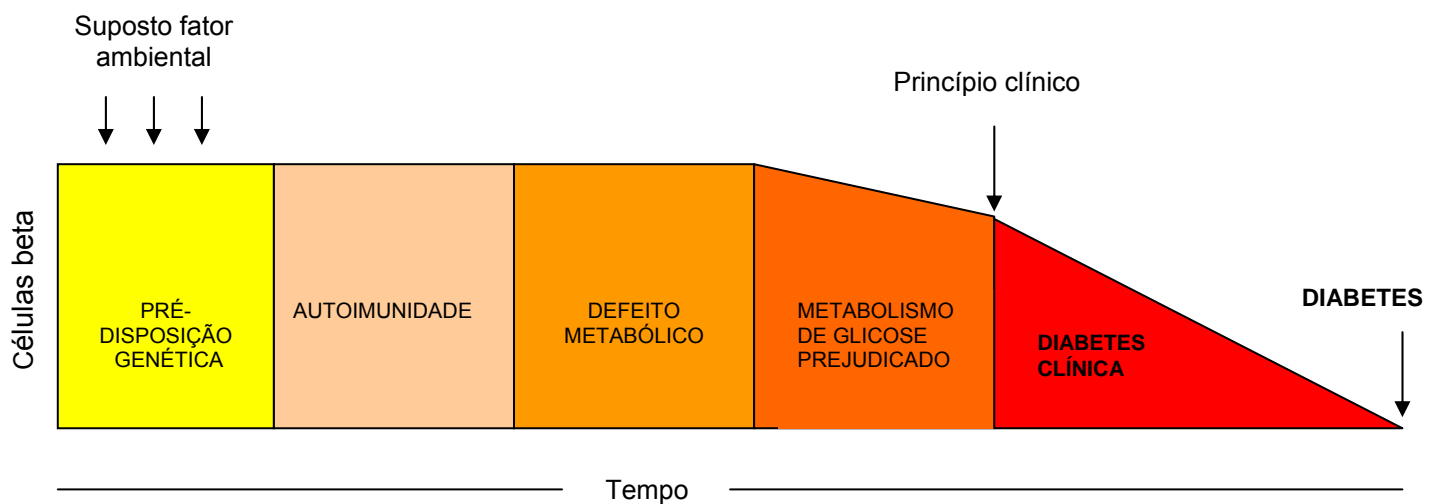 Suposto fator
ambiental
Princípio clínico
Células beta
PRÉ-
DISPOSIÇÃO
GENÉTICA
AUTOIMUNIDADE
DEFEITO
METABÓLICO
METABOLISMO
DE GLICOSE
PREJUDICADO
DIABETES
CLÍNICA
DIABETES
Tempo